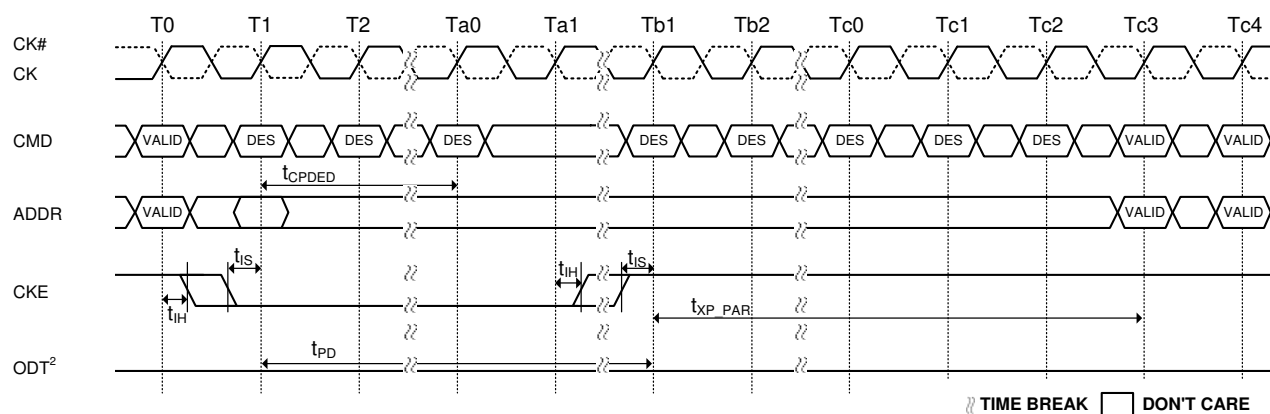 T0 T1 T2 Ta0 Ta1 Tb1 Tb2 Tc0 Tc1 Tc2 Tc3 Tc4
CK#
CK
CMD VALID DES DES DES DES DES DES DES DES VALID VALID
tCPDED
ADDR VALID VALID VALID
tIS tIH tIS
CKE
tIH tXP_PAR
tPD
ODT²
TIME BREAK DON'T CARE